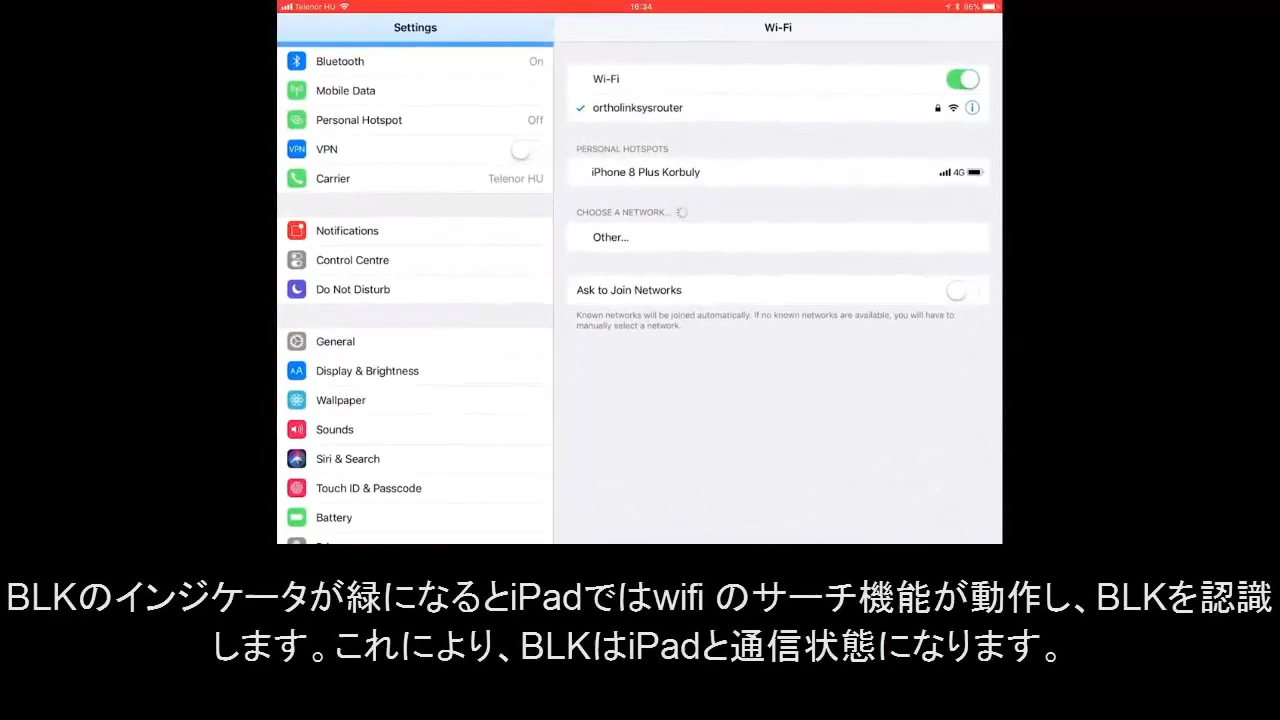 Telenor HU 16:34 86%
Settings
Wi-Fi
Bluetooth On
Mobile Data
Personal Hotspot Off
VPN VPN
Carrier Telenor HU
Notifications
Control Centre
Do Not Disturb
General
AA Display & Brightness
Wallpaper
Sounds
Siri & Search
Touch ID & Passcode
Battery
Wi-Fi
ortholinksysrouter
PERSONAL HOTSPOTS
iPhone 8 Plus Korbuly 4G
CHOOSE A NETWORK...
Other...
Ask to Join Networks
Known networks will be joined automatically. If no known networks are available, you will have to
manually select a network.
BLKのインジケータが緑になるとiPadではwifi のサーチ機能が動作し、BLKを認識
します。これにより、BLKはiPadと通信状態になります。